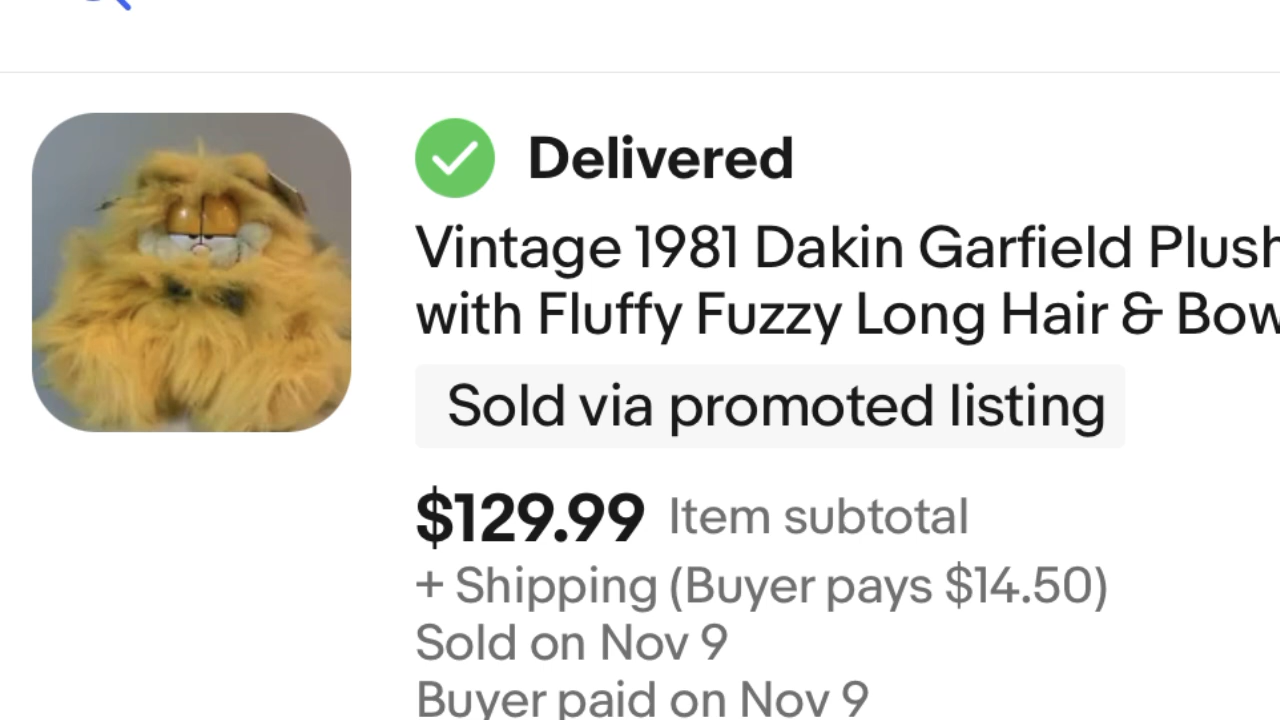 Delivered
Vintage 1981 Dakin Garfield Plush
with Fluffy Fuzzy Long Hair & Bow
Sold via promoted listing
$129.99 Item subtotal
+ Shipping (Buyer pays $14.50)
Sold on Nov 9
Buyer paid on Nov 9